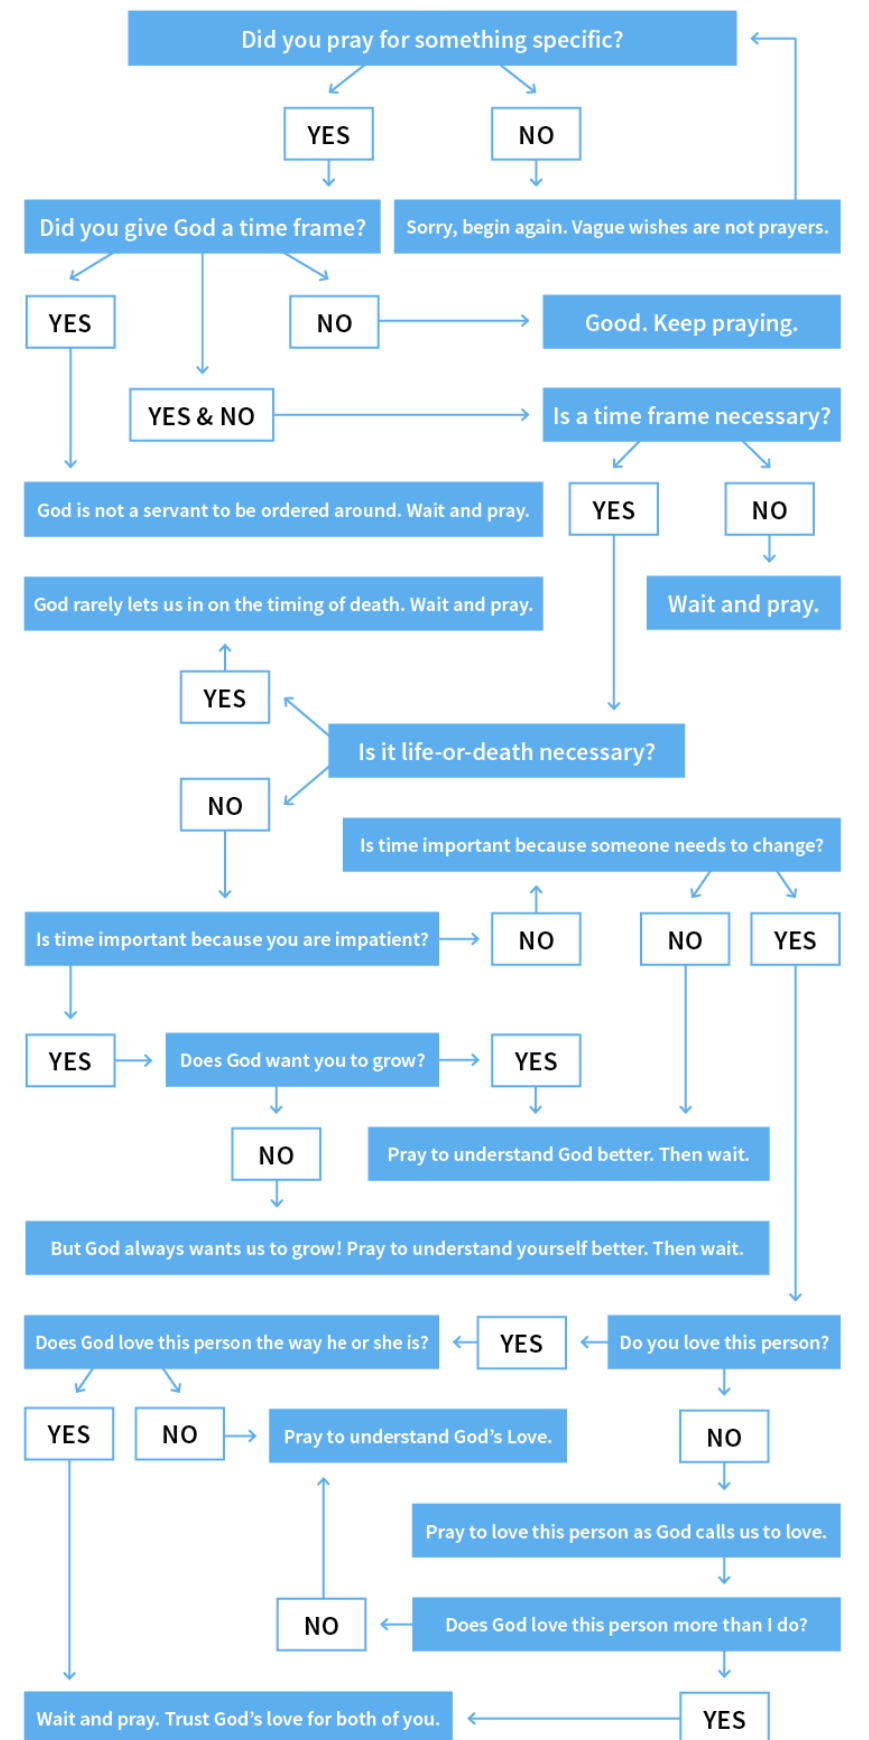 Did you pray for something specific?
YES
NO
Did you give God a time frame?
Sorry, begin again. Vague wishes are not prayers.
YES
NO
Good. Keep praying.
YES & NO
Is a time frame necessary?
God is not a servant to be ordered around. Wait and pray.
YES
NO
God rarely lets us in on the timing of death. Wait and pray.
Wait and pray.
YES
Is it life-or-death necessary?
NO
Is time important because someone needs to change?
Is time important because you are impatient?
NO
NO
YES
YES
Does God want you to grow?
YES
NO
Pray to understand God better. Then wait.
But God always wants us to grow! Pray to understand yourself better. Then wait.
Does God love this person the way he or she is?
YES
Do you love this person?
YES
NO
Pray to understand God’s Love.
NO
Pray to love this person as God calls us to love.
NO
Does God love this person more than I do?
Wait and pray. Trust God’s love for both of you.
YES